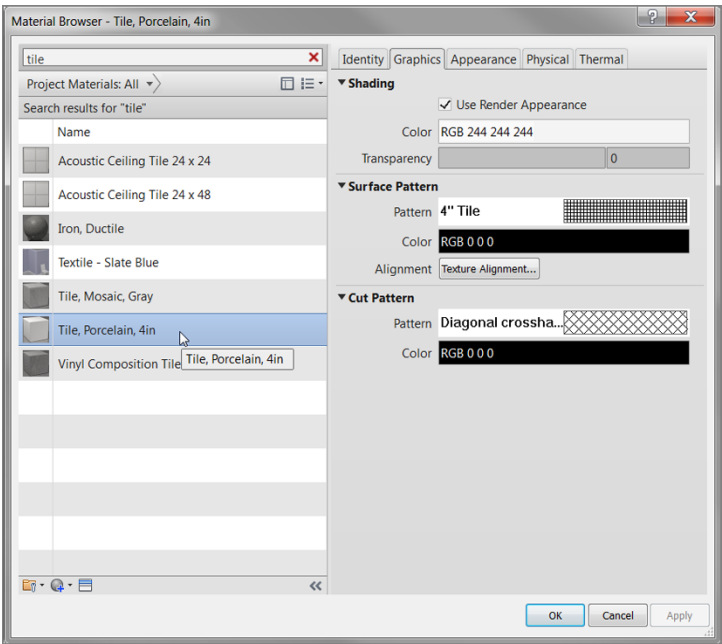 Material Browser - Tile, Porcelain, 4in
?
tile
Project Materials: All
Search results for "tile"
Name
Acoustic Ceiling Tile 24 x 24
Acoustic Ceiling Tile 24 x 48
Iron, Ductile
Textile - Slate Blue
Tile, Mosaic, Gray
Tile, Porcelain, 4in
Tile, Porcelain, 4in
Vinyl Composition Tile
Identity Graphics Appearance Physical Thermal
Shading
Use Render Appearance
Color RGB 244 244 244
Transparency 0
Surface Pattern
Pattern 4" Tile
Color RGB 0 0 0
Alignment Texture Alignment...
Cut Pattern
Pattern Diagonal crossha...
Color RGB 0 0 0
OK Cancel Apply